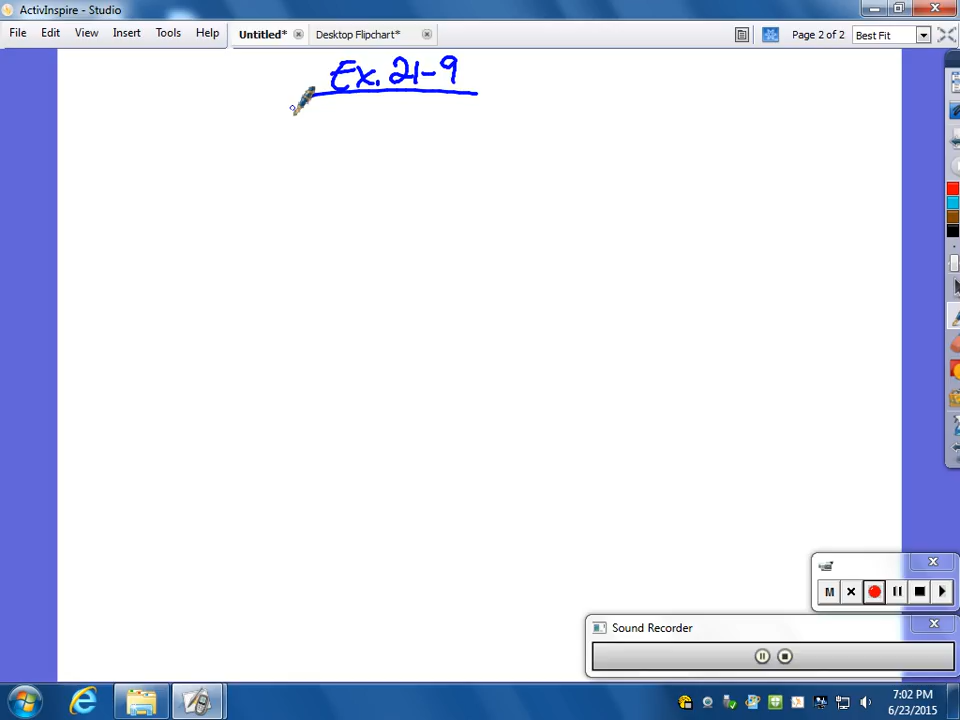 ActivInspire - Studio
File Edit View Insert Tools Help Untitled* Desktop Flipchart* Page 2 of 2 Best Fit
Ex. 21-9
M
Sound Recorder
7:02 PM
6/23/2015